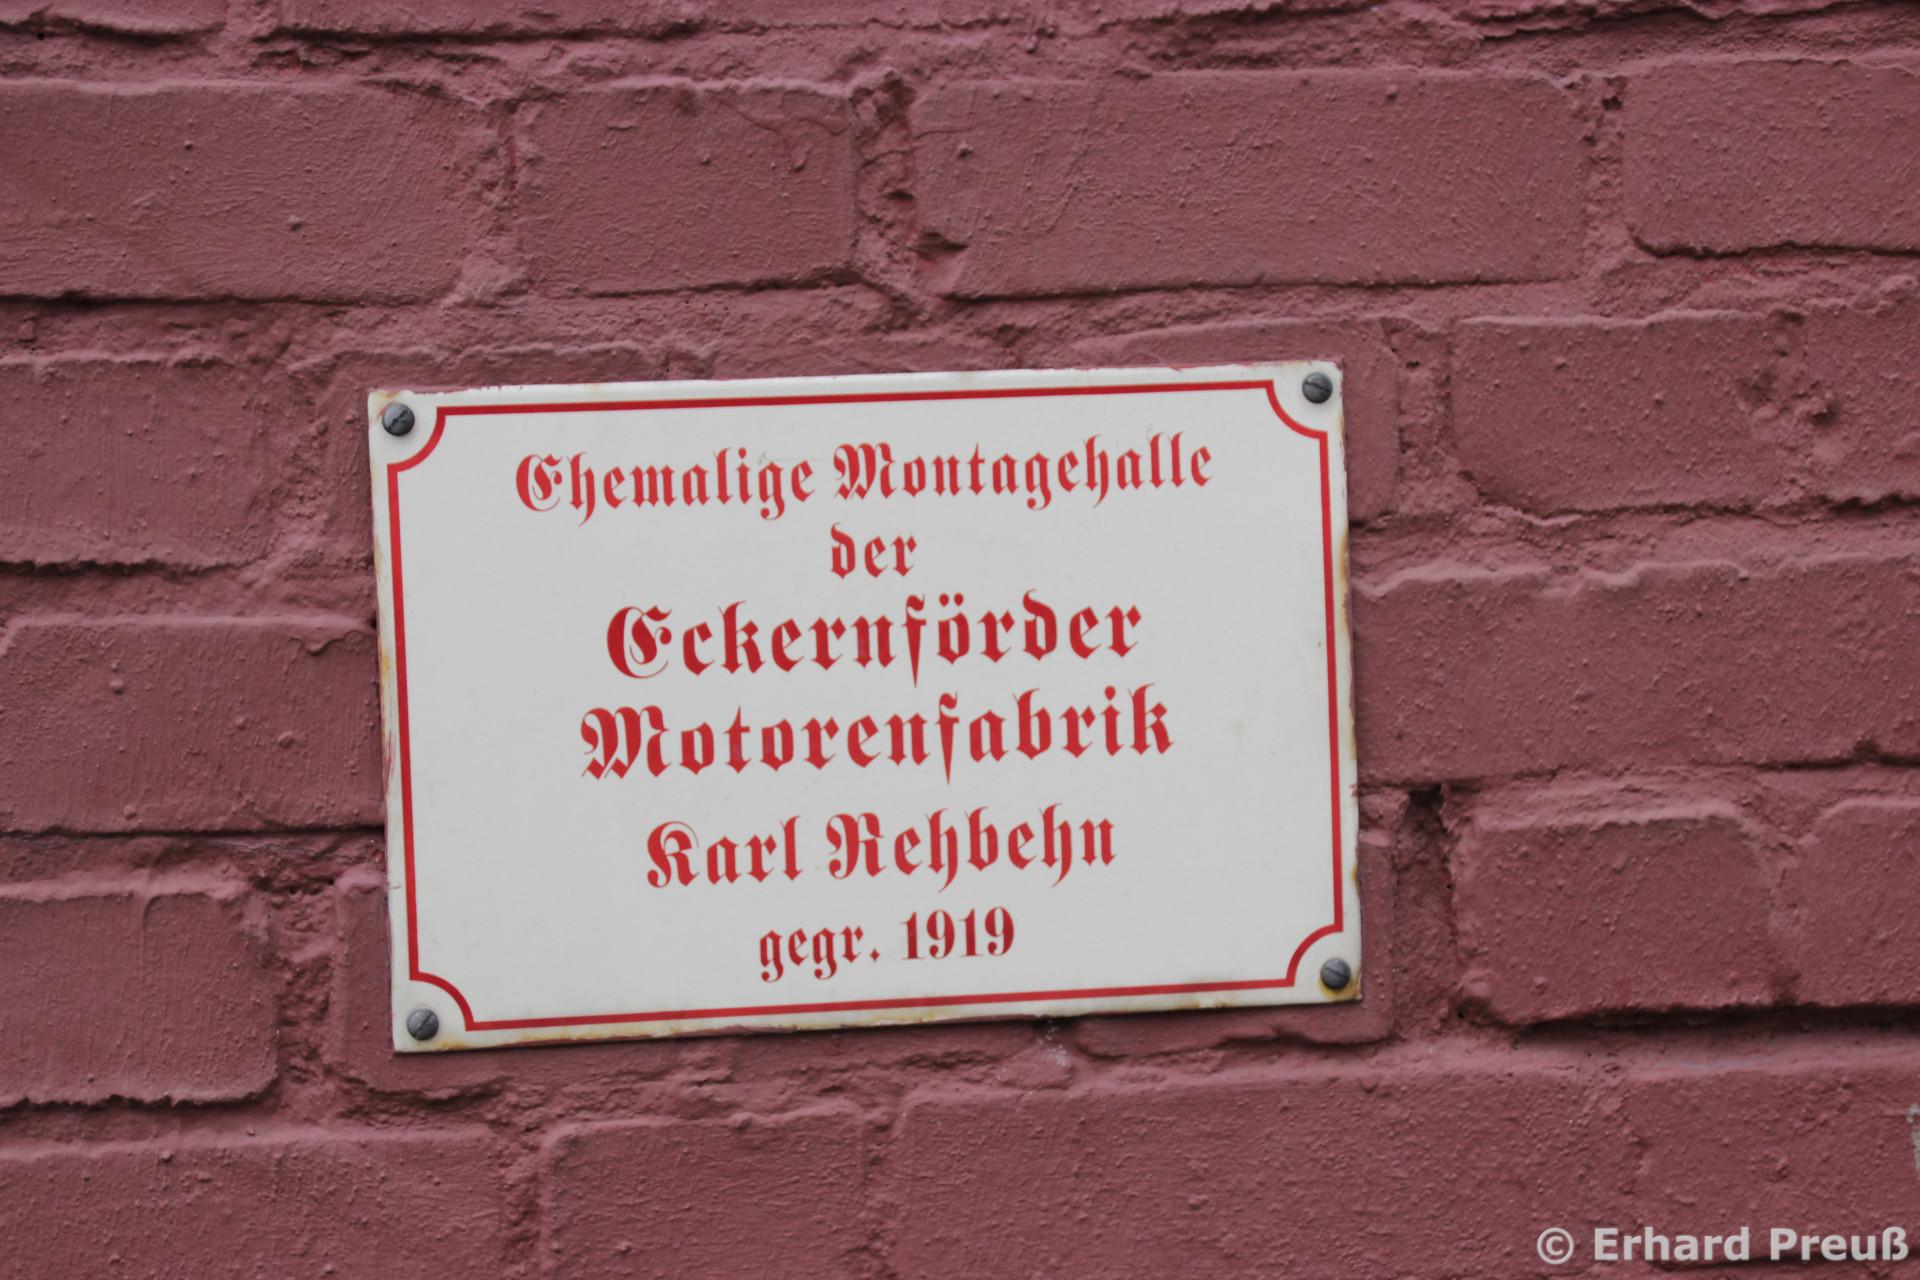 Ehemalige Montagehalle
der
Eckernförder
Motorenfabrik
Karl Rehbehn
gegr. 1919
© Erhard Preuß